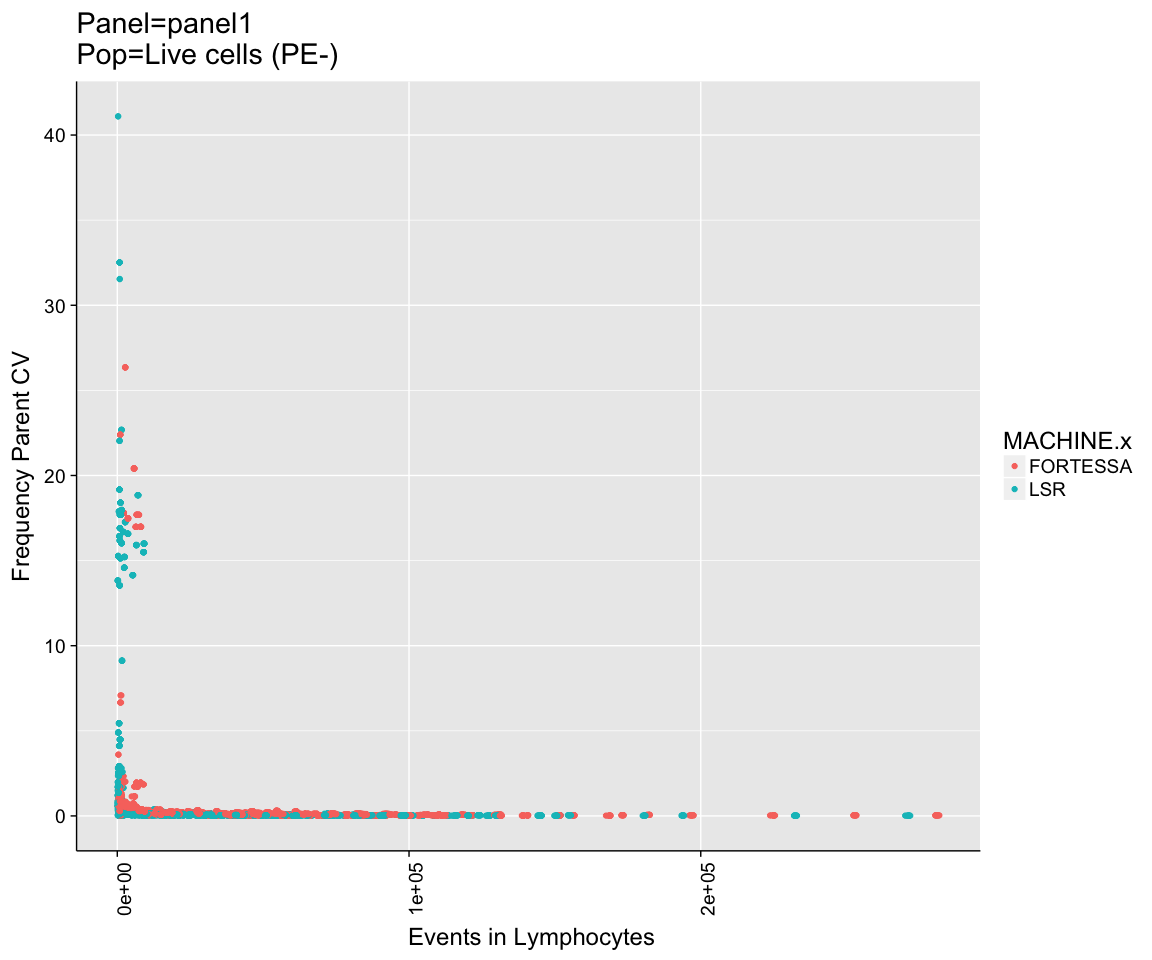 Panel=panel1
Pop=Live cells (PE-)
40
30
20
10
0
Frequency Parent CV
0e+00
1e+05
2e+05
Events in Lymphocytes
MACHINE.x
FORTESSA
LSR